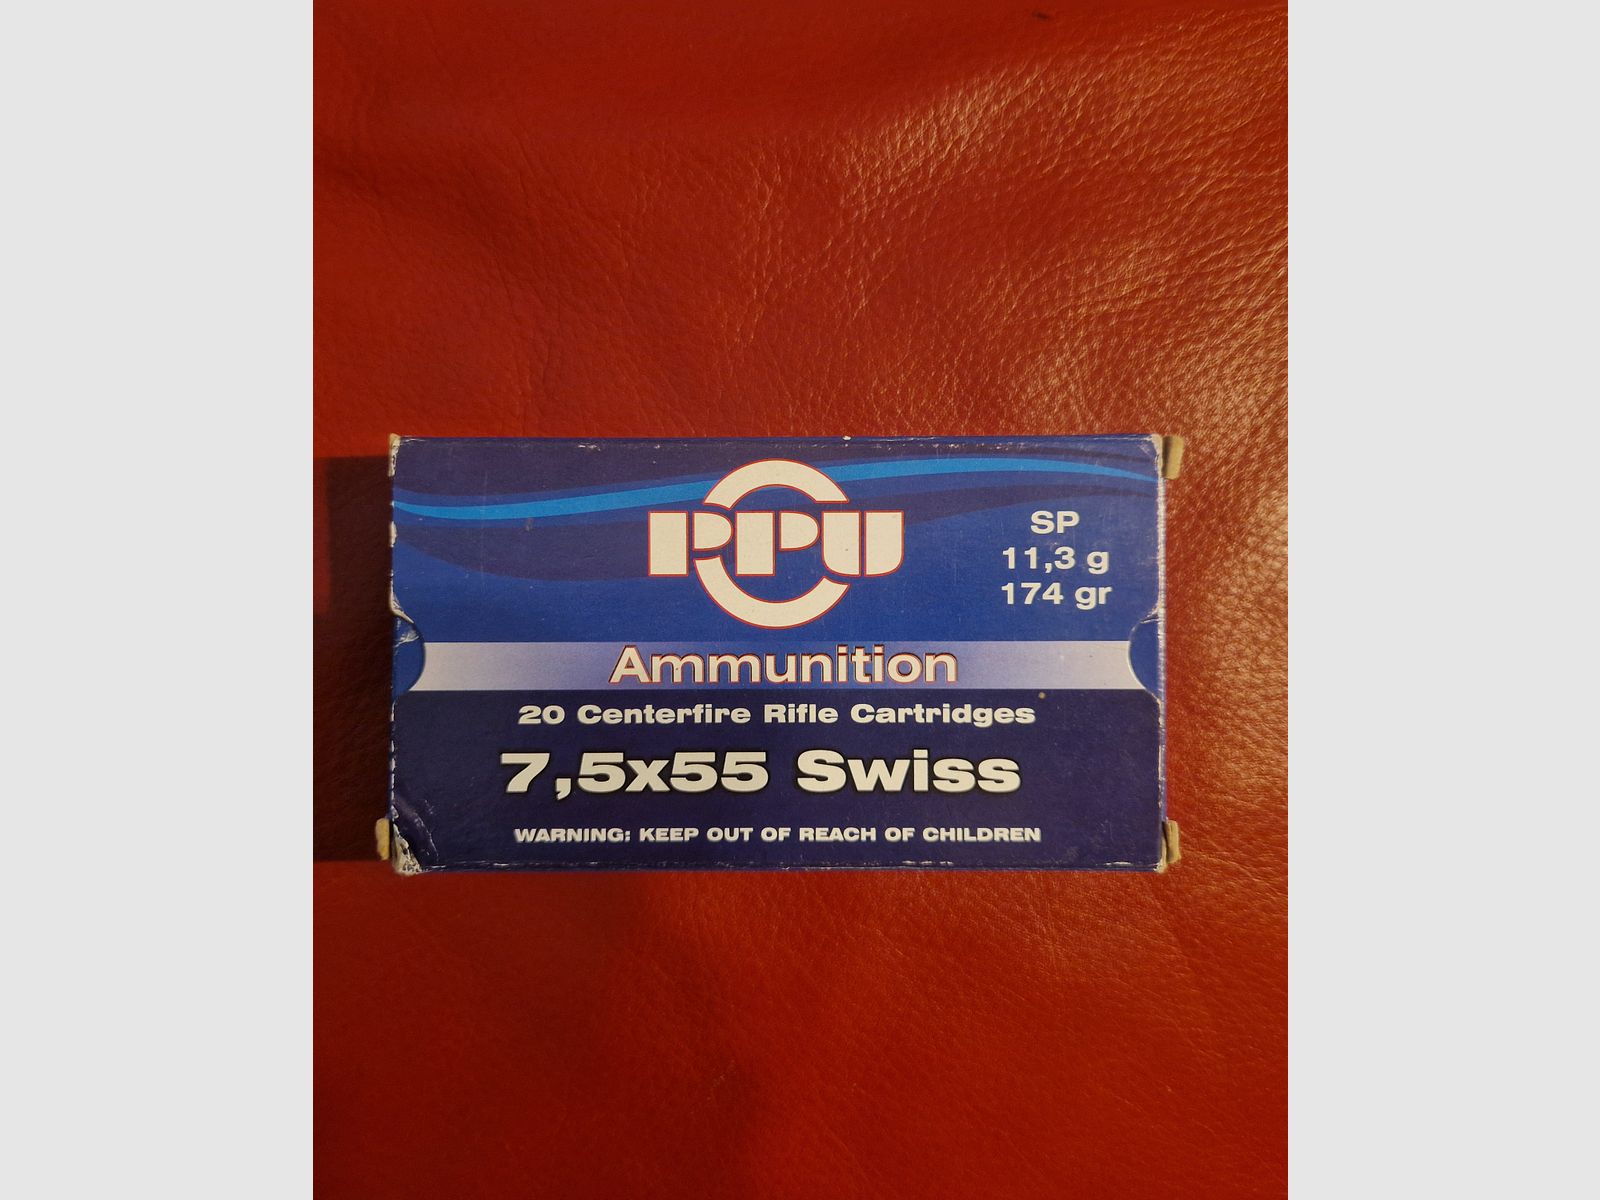 PPU
SP
11,3 g
174 gr
Ammunition
20 Centerfire Rifle Cartridges
7,5x55 Swiss
WARNING: KEEP OUT OF REACH OF CHILDREN